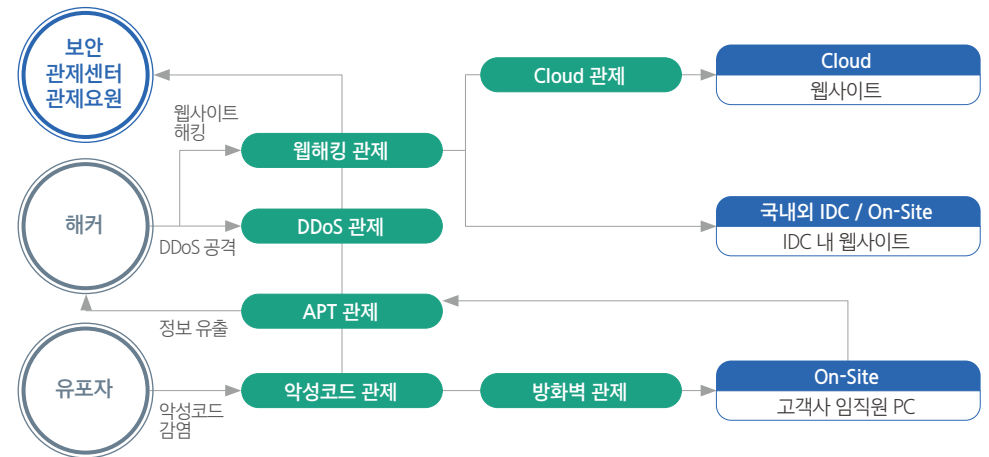 보안
관제센터
관제요원
웹사이트
해킹
웹해킹 관제
Cloud 관제
Cloud
웹사이트
해커
DDoS 공격
DDoS 관제
국내외 IDC / On-Site
IDC 내 웹사이트
APT 관제
정보 유출
유포자
악성코드
감염
악성코드 관제
방화벽 관제
On-Site
고객사 임직원 PC